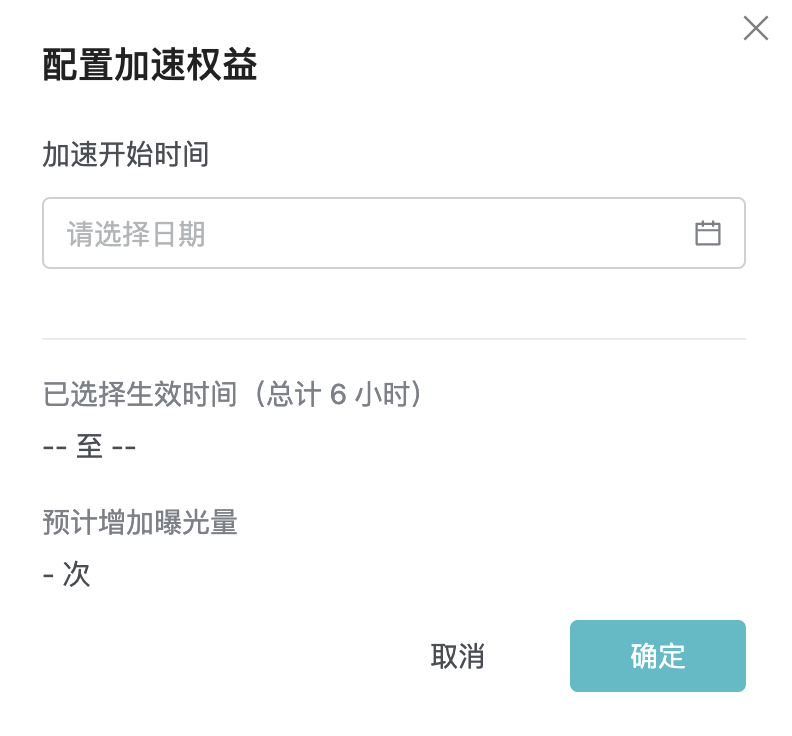 配置加速权益
加速开始时间
请选择日期
已选择生效时间（总计 6 小时）
-- 至 --
预计增加曝光量
- 次
取消
确定